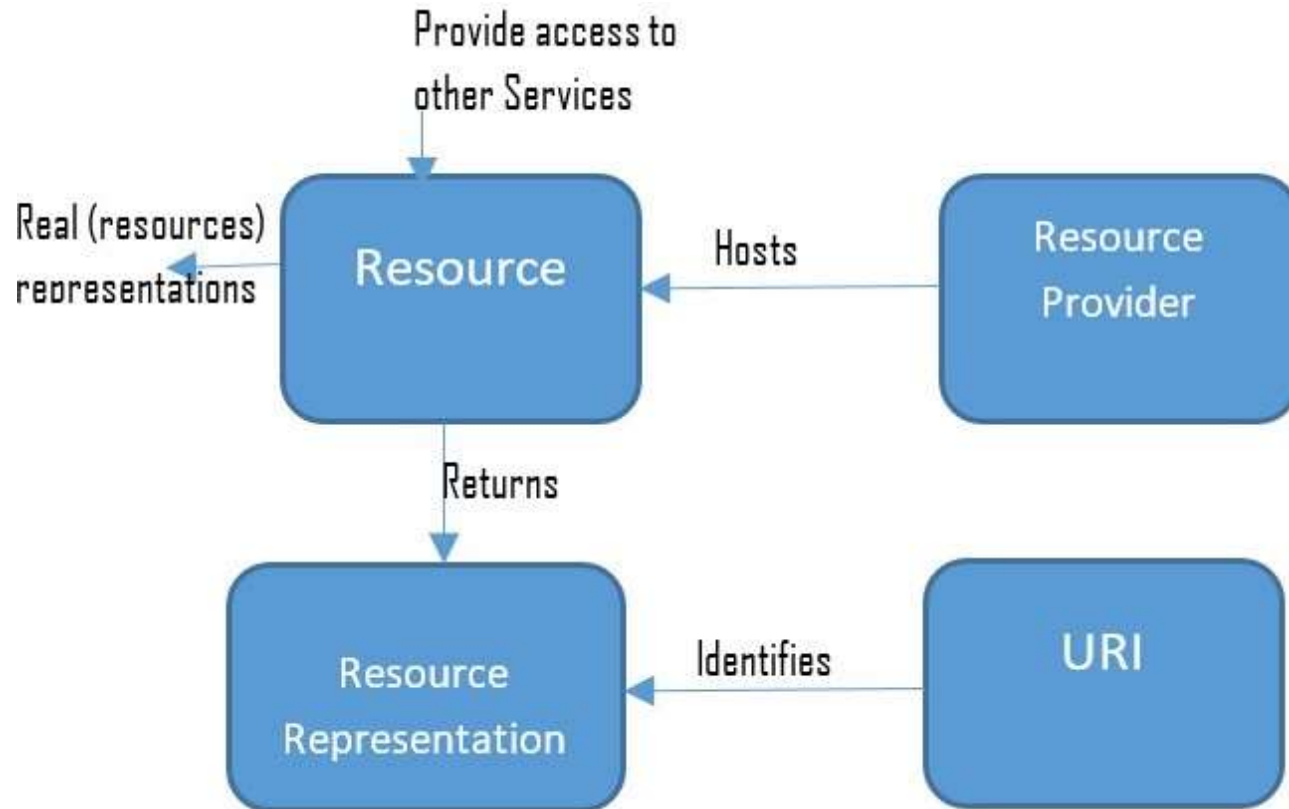 Provide access to
other Services
Real (resources)
representations
Resource
Hosts
Resource
Provider
Returns
Resource
Representation
Identifies
URI